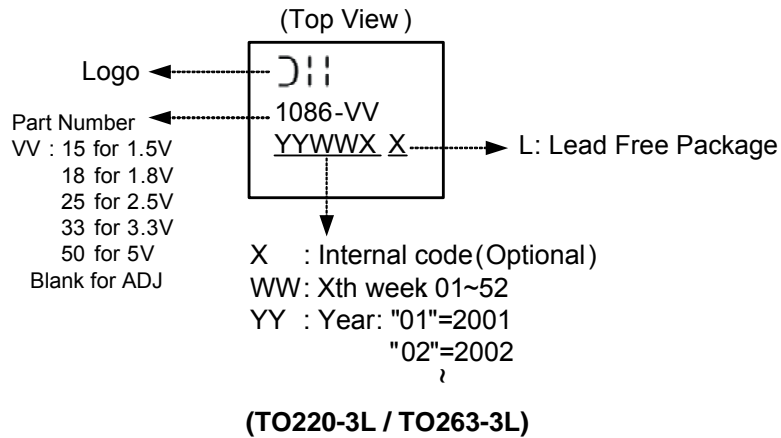 (Top View)
Logo
1086-VV
Part Number
VV : 15 for 1.5V
18 for 1.8V
25 for 2.5V
33 for 3.3V
50 for 5V
Blank for ADJ
YYWWX X
L: Lead Free Package
X : Internal code (Optional)
WW : Xth week 01~52
YY : Year: "01"=2001
"02"=2002
~
(TO220-3L / TO263-3L)